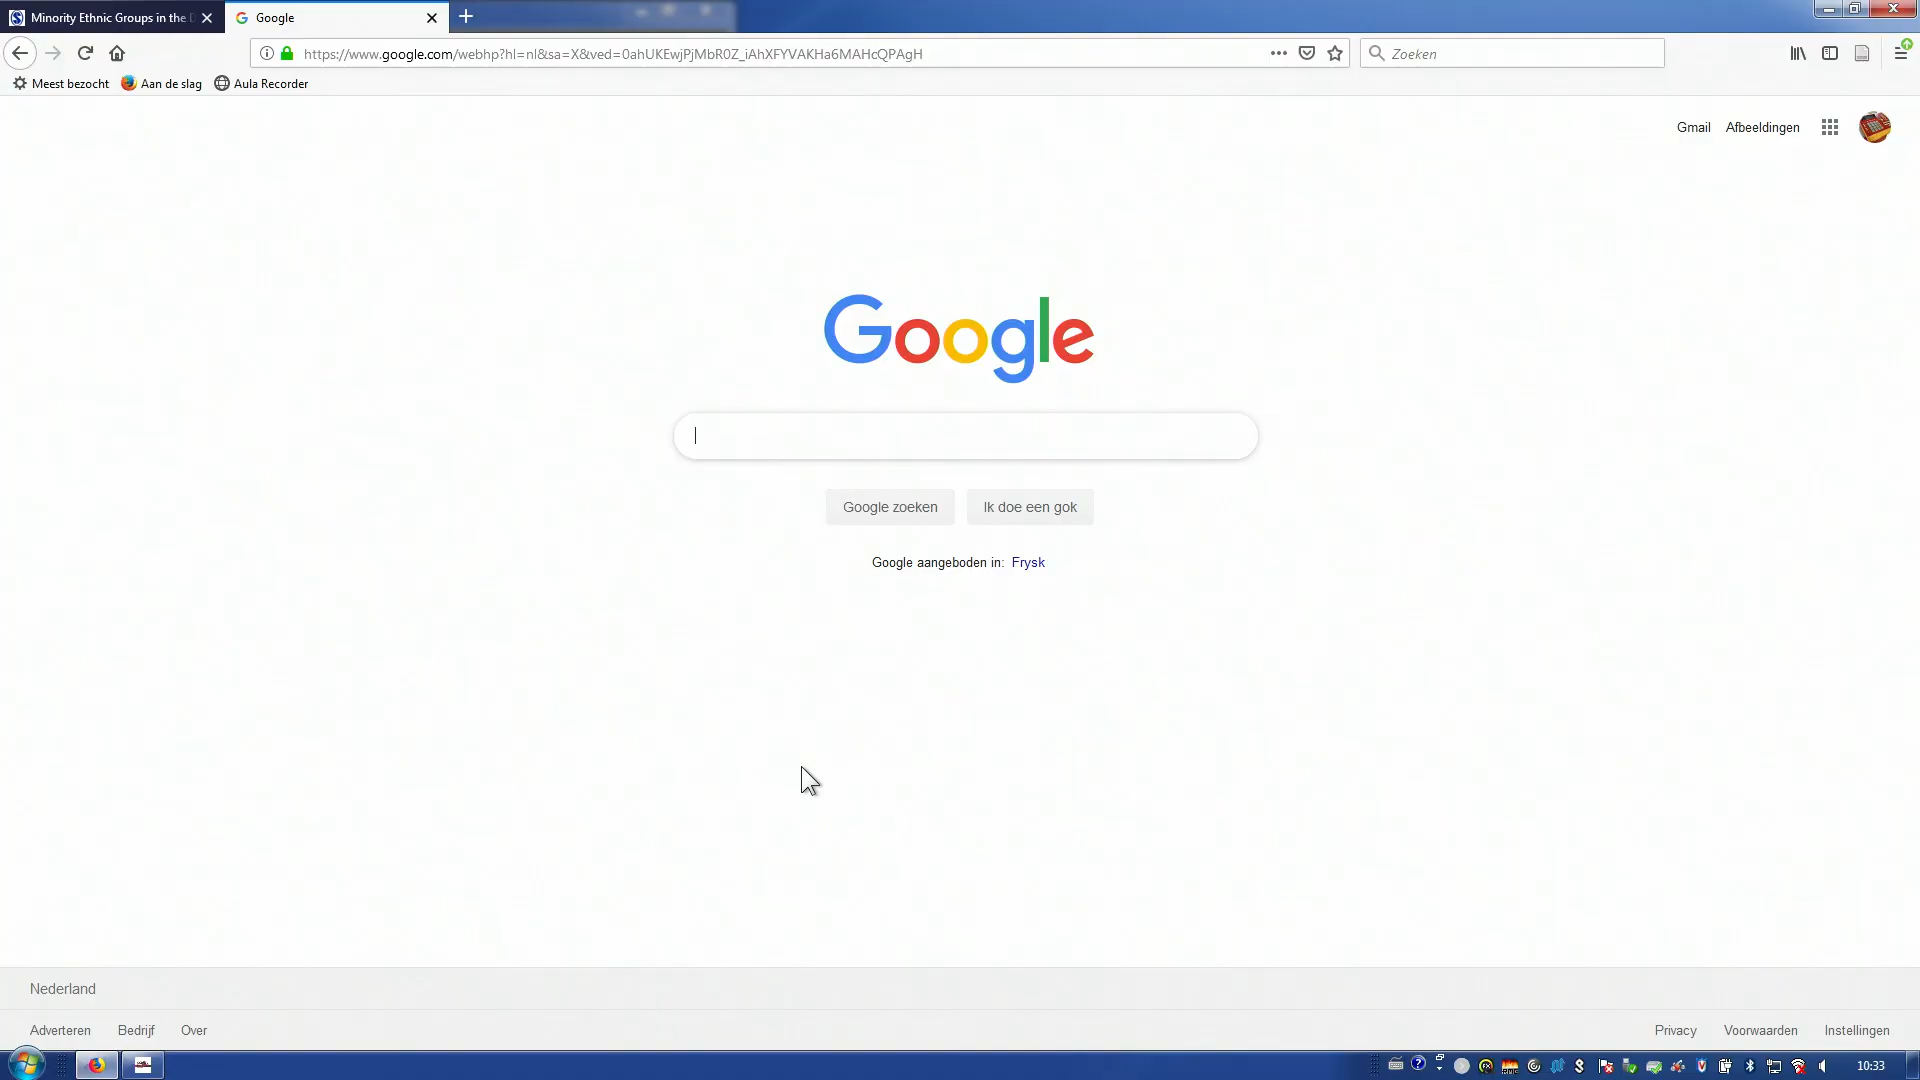 Minority Ethnic Groups in the D
Google
https://www.google.com/webhp?hl=nl&sa=X&ved=0ahUKEwjPjMbR0Z_iAhXFYVAKHa6MAHcQPAgH
Zoeken
Meest bezocht
Aan de slag
Aula Recorder
Gmail
Afbeeldingen
Google
Google zoeken
Ik doe een gok
Google aangeboden in: Frysk
Nederland
Adverteren
Bedrijf
Over
Privacy
Voorwaarden
Instellingen
10:33